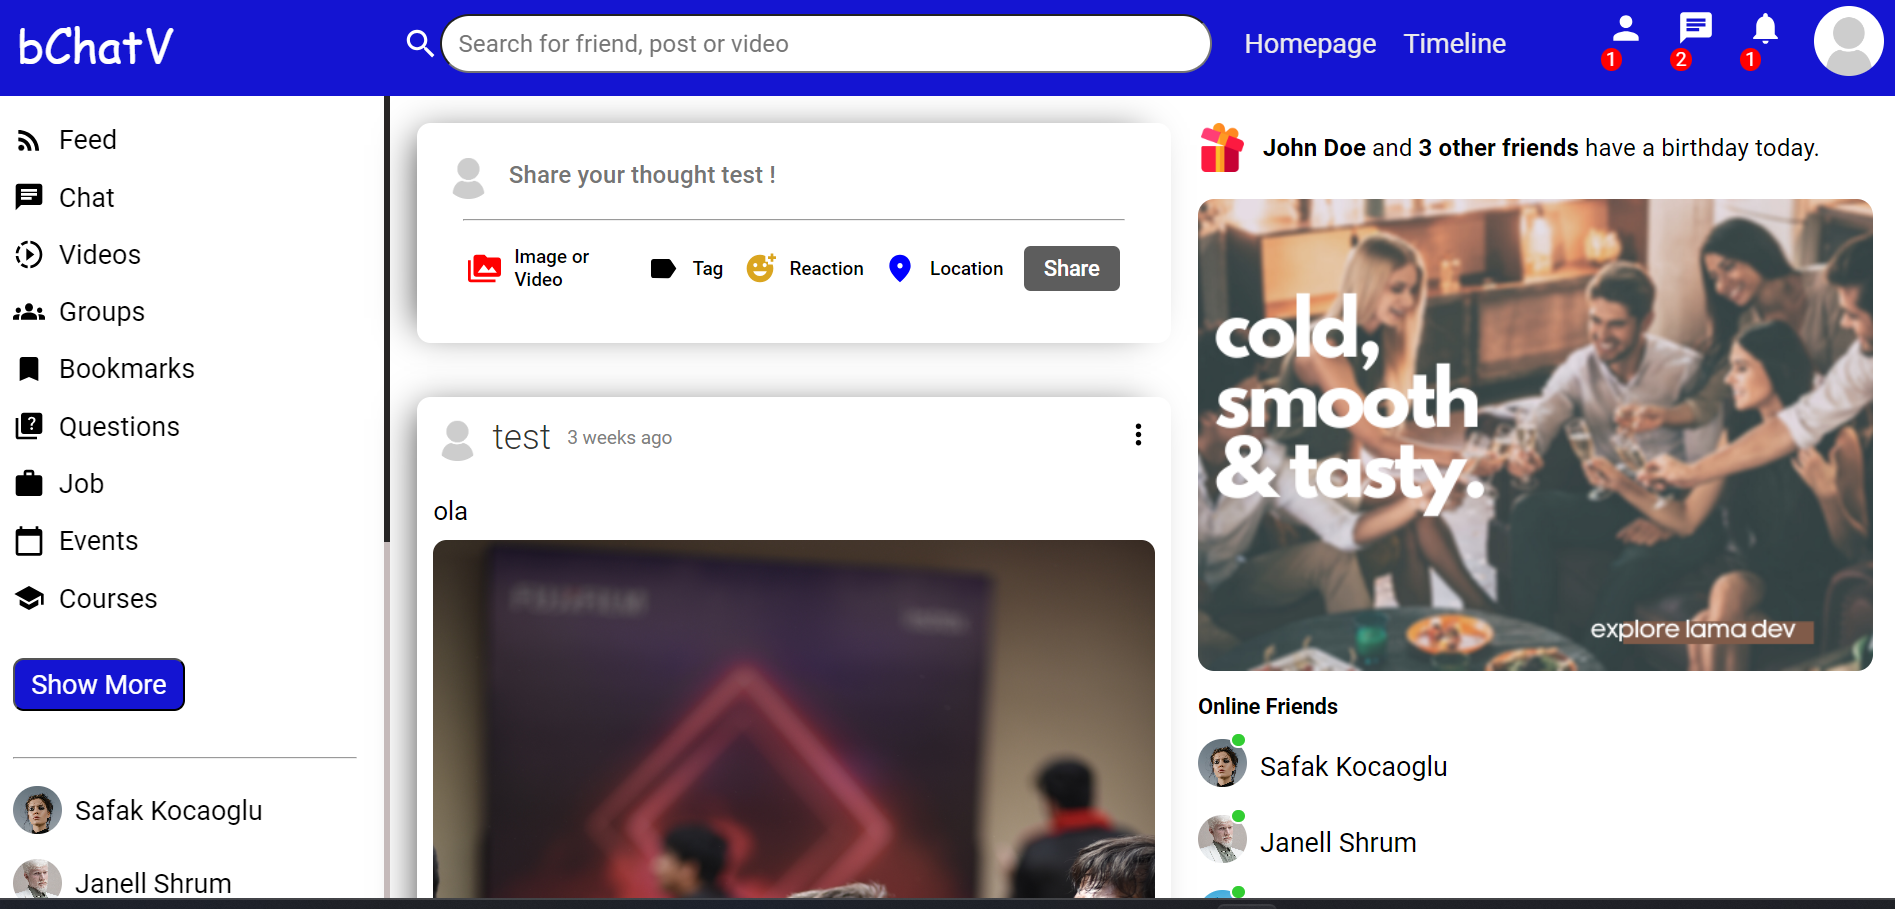 bChatV
Search for friend, post or video
Homepage
Timeline
1
2
1
Feed
Chat
Videos
Groups
Bookmarks
Questions
Job
Events
Courses
Show More
Safak Kocaoglu
Janell Shrum
Share your thought test !
Image or
Video
Tag
Reaction
Location
Share
test 3 weeks ago
ola
John Doe and 3 other friends have a birthday today.
cold,
smooth
& tasty.
explore lama dev
Online Friends
Safak Kocaoglu
Janell Shrum